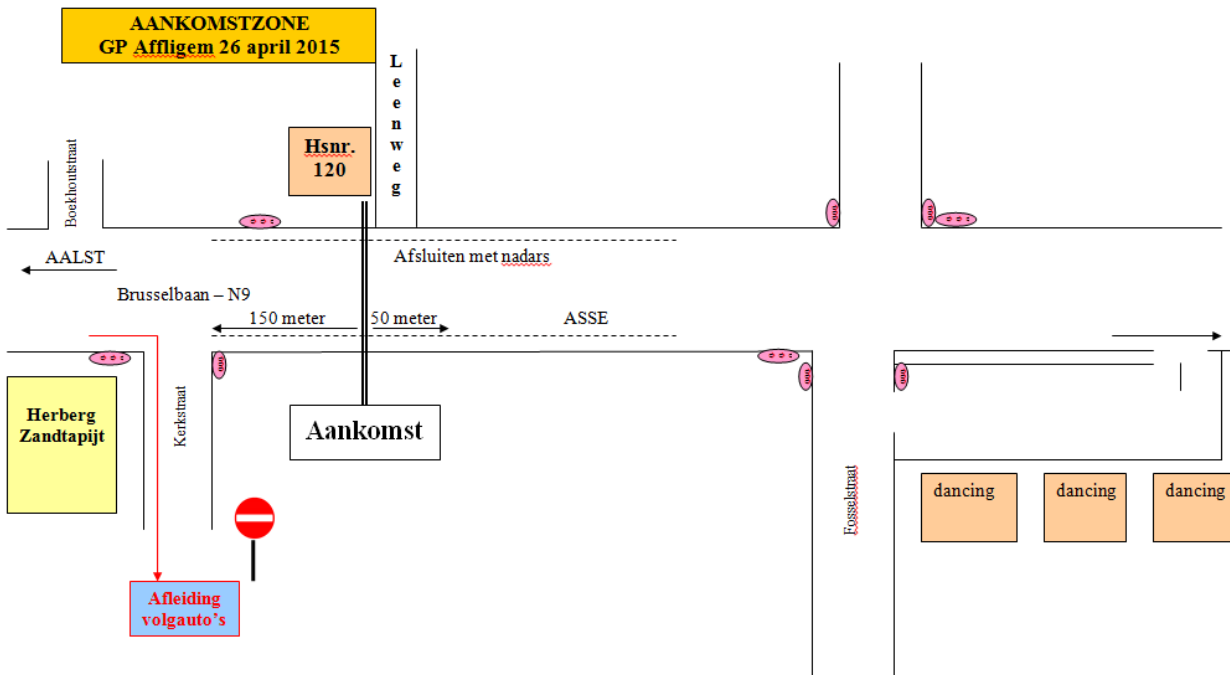 AANKOMSTZONE
GP Affligem 26 april 2015
Leenweg
Hsnr.
120
Boekhoutstraat
AALST
Afsluiten met nadars
Brusselbaan – N9
150 meter
50 meter
ASSE
Herberg
Zandtapijt
Kerkstraat
Aankomst
Fosselstraat
dancing
dancing
dancing
Afleiding
volgauto’s